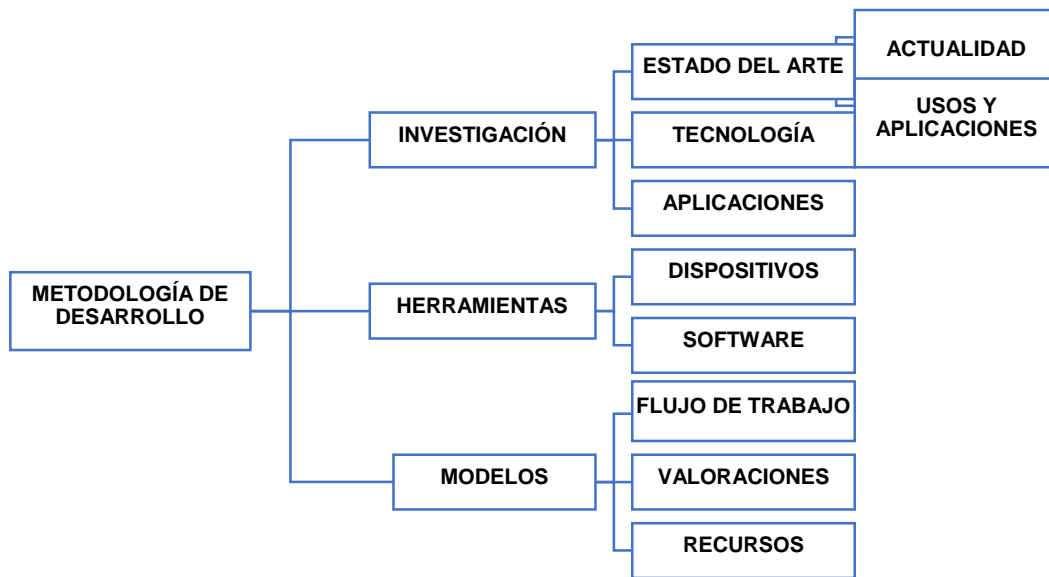 METODOLOGÍA DE
DESARROLLO
INVESTIGACIÓN
ESTADO DEL ARTE
ACTUALIDAD
USOS Y
APLICACIONES
TECNOLOGÍA
APLICACIONES
HERRAMIENTAS
DISPOSITIVOS
SOFTWARE
MODELOS
FLUJO DE TRABAJO
VALORACIONES
RECURSOS